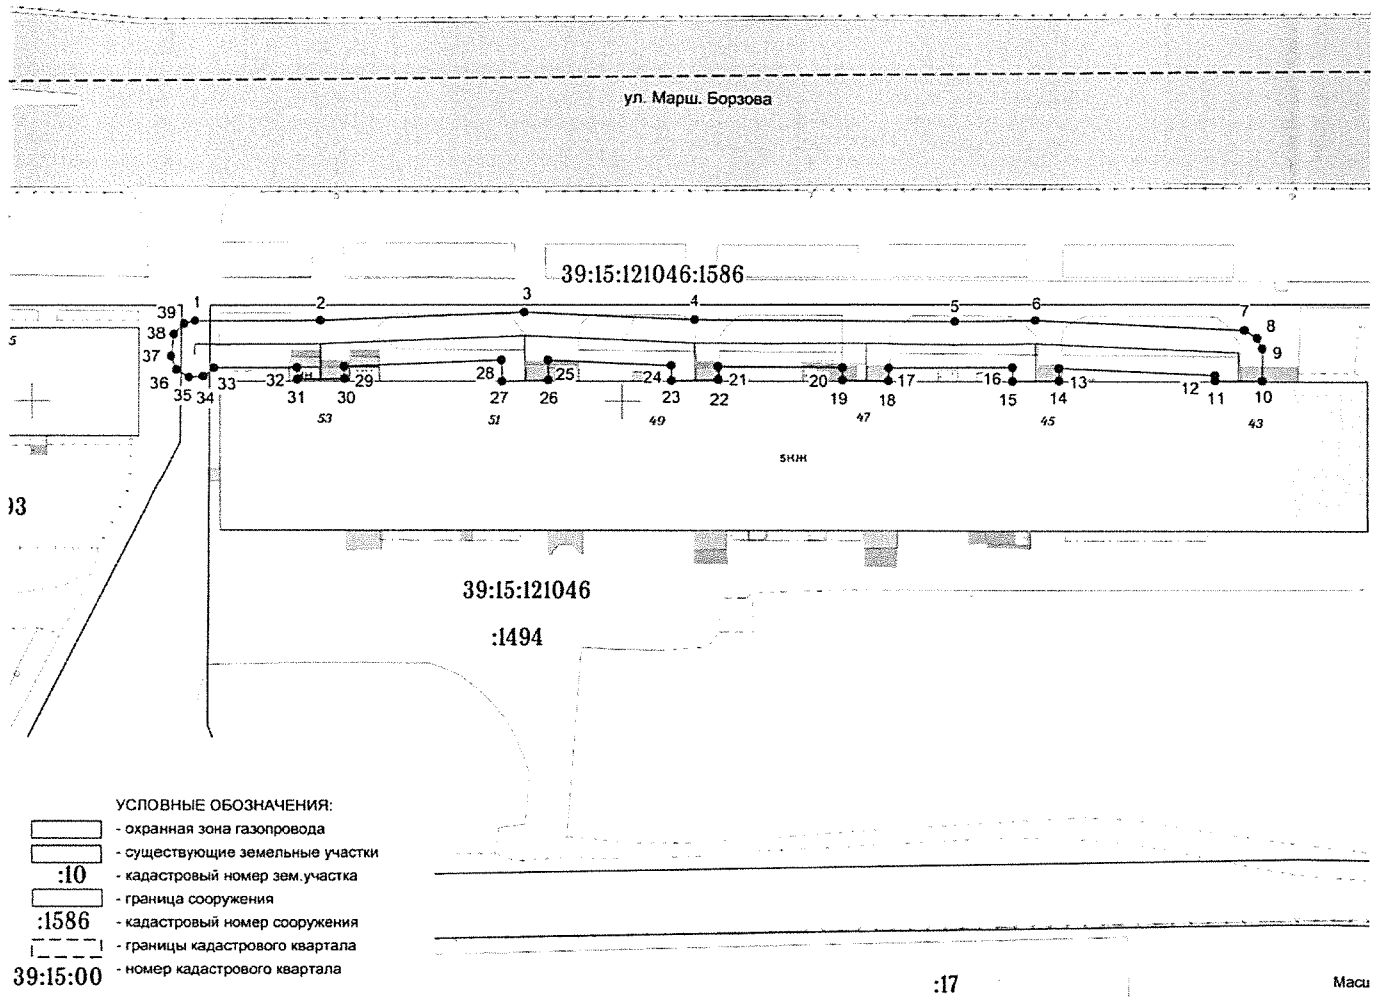 ул. Марш. Борзова
39:15:121046:1586
1 2 3 4 5 6 7 8 9
39 38 37 36 35 34 33 32 31 30 29 28 27 26 25 24 23 22 21 20 19 18 17 16 15 14 13 12 11 10
53 51 49 47 45 43
5
5нж
93
39:15:121046
:1494
УСЛОВНЫЕ ОБОЗНАЧЕНИЯ:
- охранная зона газопровода
- существующие земельные участки
:10 - кадастровый номер зем.участка
- граница сооружения
:1586 - кадастровый номер сооружения
- границы кадастрового квартала
39:15:00 - номер кадастрового квартала
:17
Масш